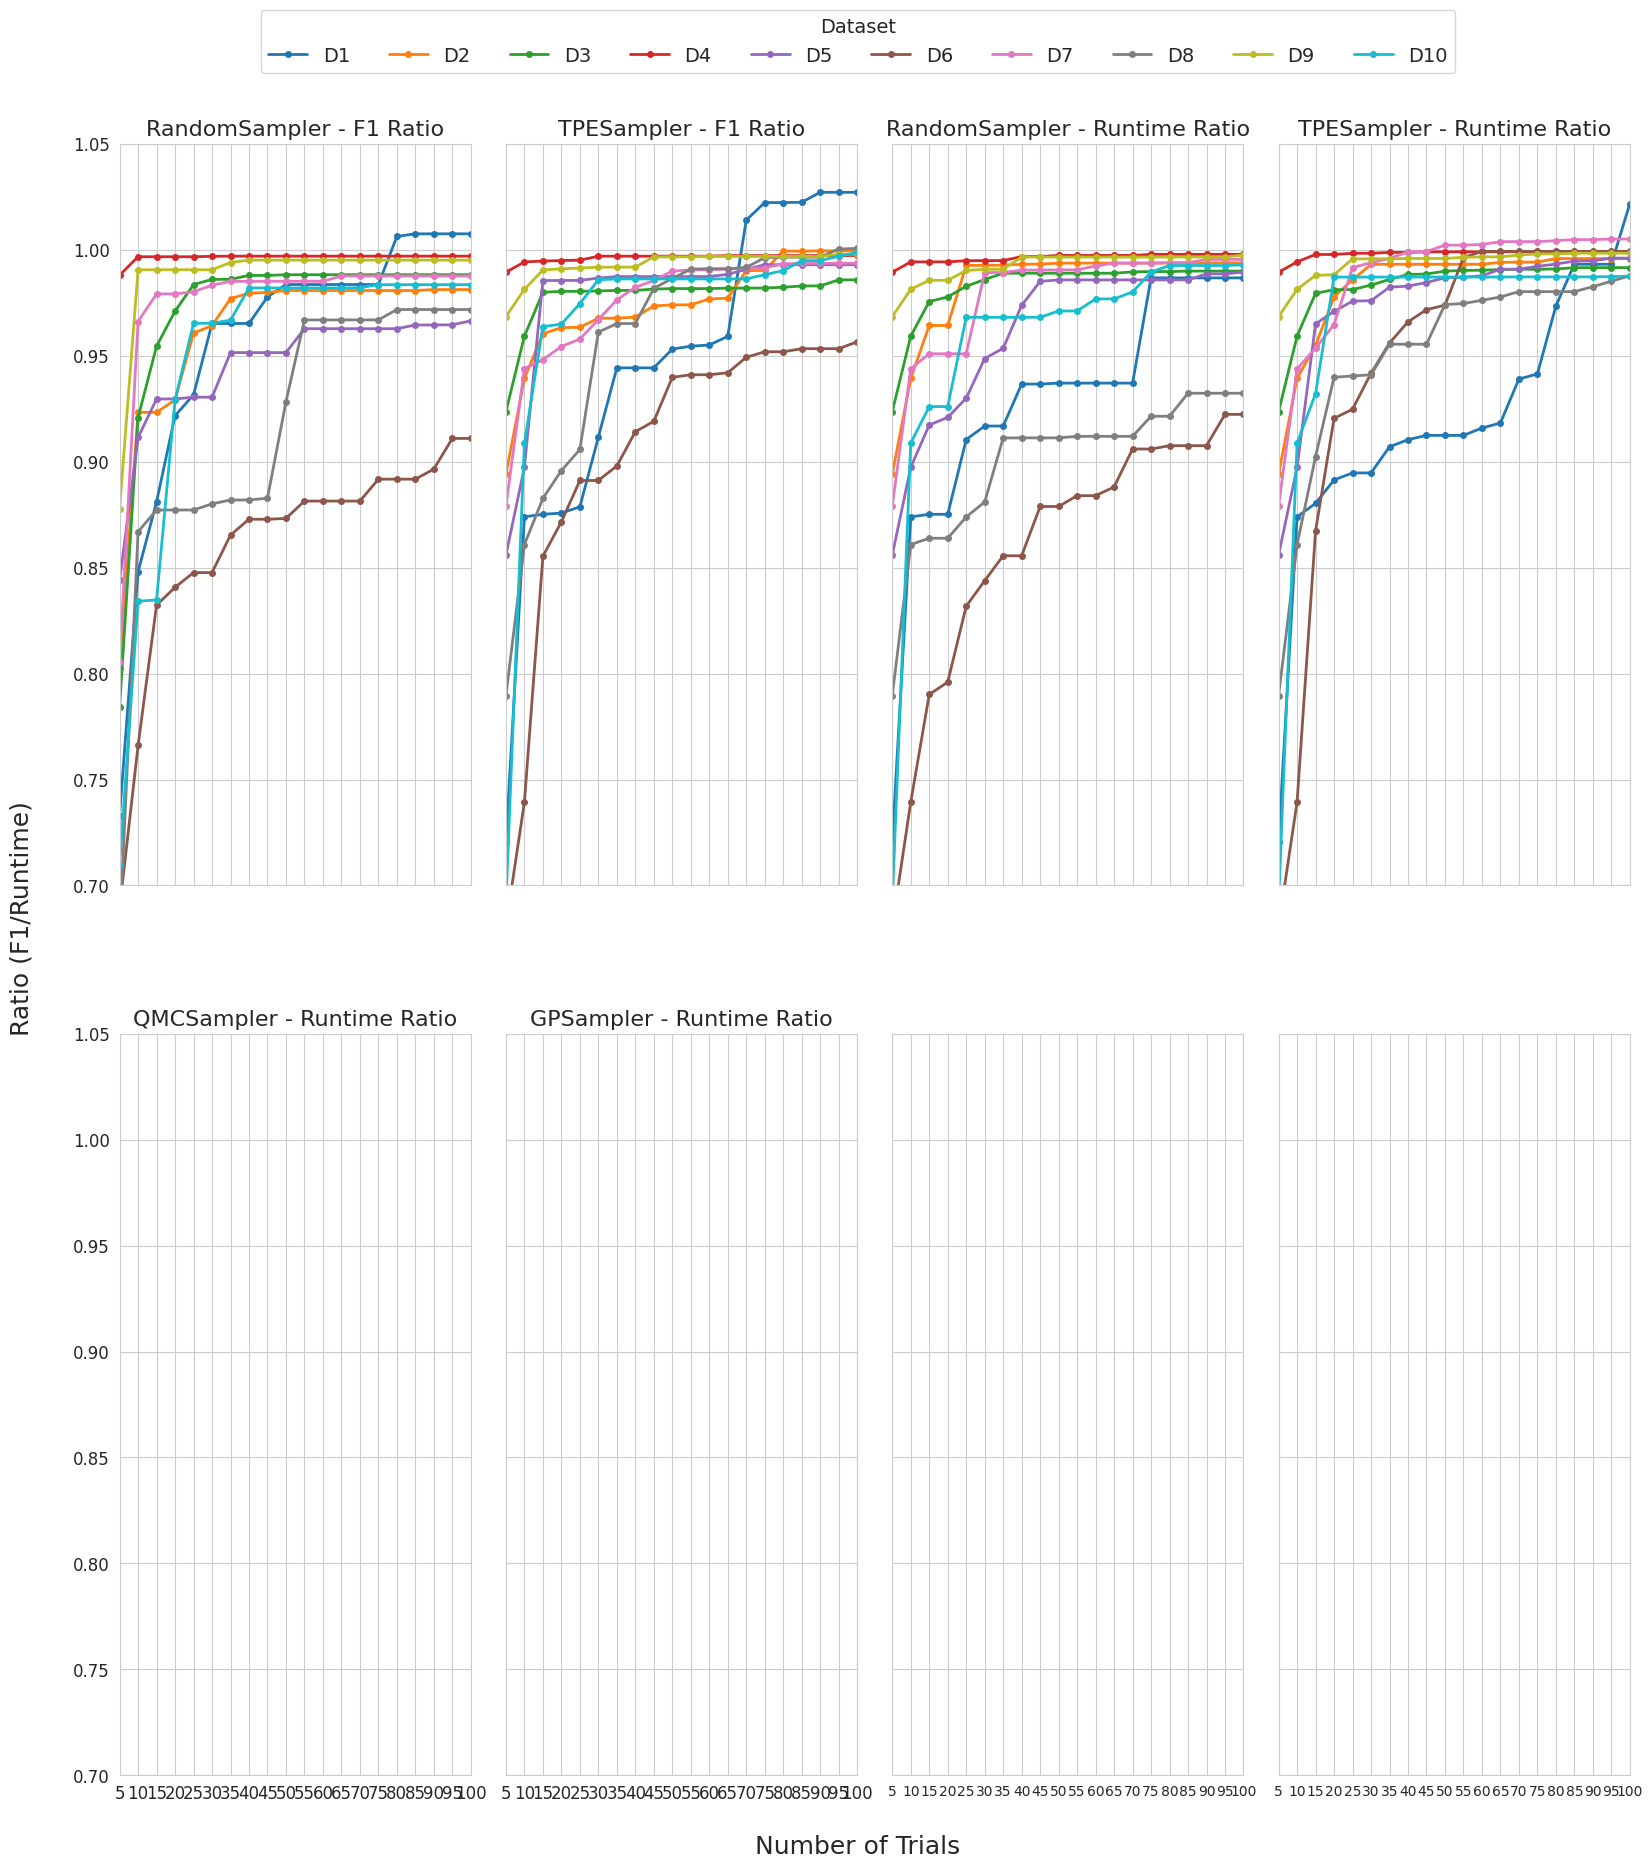 Dataset
D1 D2 D3 D4 D5 D6 D7 D8 D9 D10
RandomSampler - F1 Ratio TPESampler - F1 Ratio RandomSampler - Runtime Ratio TPESampler - Runtime Ratio
1.05
1.00
0.95
0.90
0.85
0.80
0.75
0.70
Ratio (F1/Runtime)
QMCSampler - Runtime Ratio GPSampler - Runtime Ratio
1.05
1.00
0.95
0.90
0.85
0.80
0.75
0.70
5 10 15 20 25 30 35 40 45 50 55 60 65 70 75 80 85 90 95 100 5 10 15 20 25 30 35 40 45 50 55 60 65 70 75 80 85 90 95 100 5 10 15 20 25 30 35 40 45 50 55 60 65 70 75 80 85 90 95 100 5 10 15 20 25 30 35 40 45 50 55 60 65 70 75 80 85 90 95 100
Number of Trials